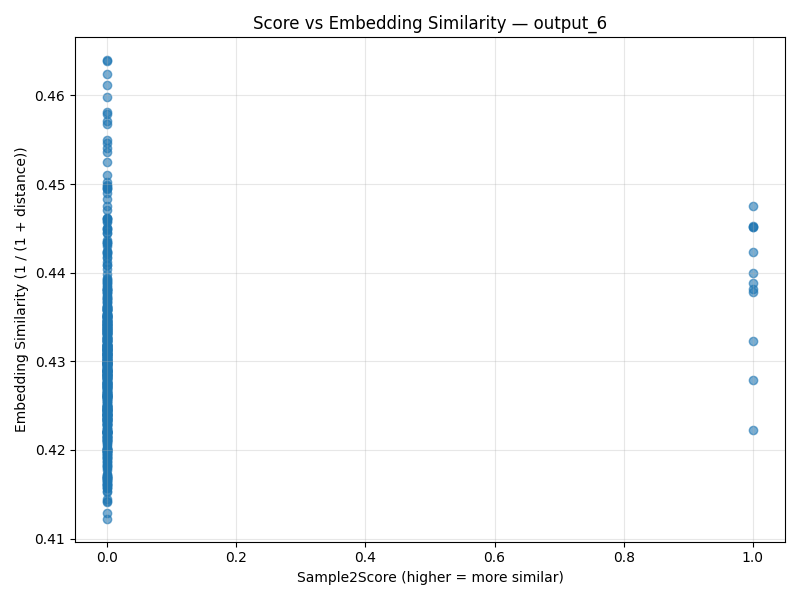 Score vs Embedding Similarity — output_6
Embedding Similarity (1 / (1 + distance))
0.46
0.45
0.44
0.43
0.42
0.41
0.0 0.2 0.4 0.6 0.8 1.0
Sample2Score (higher = more similar)